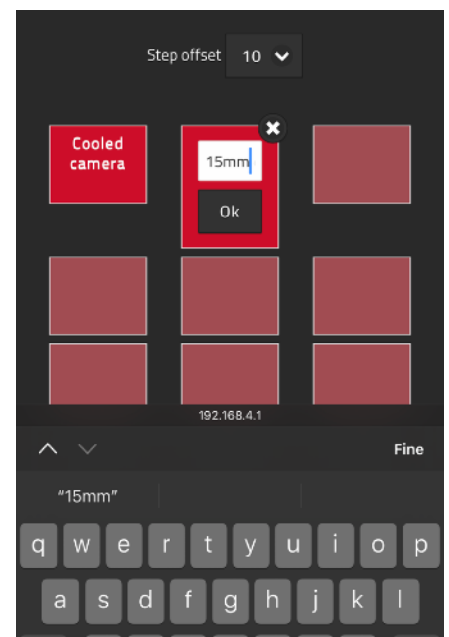 Step offset 10
Cooled
camera
15mm
Ok
192.168.4.1
Fine
“15mm”
q w e r t y u i o p
a s d f g h j k l